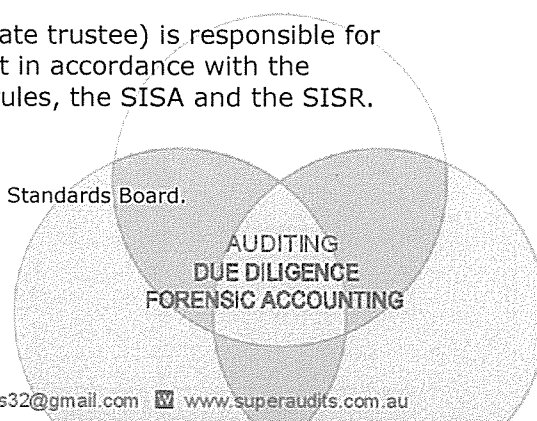 ate trustee) is responsible for
t in accordance with the
rules, the SISA and the SISR.
Standards Board.
AUDITING
DUE DILIGENCE
FORENSIC ACCOUNTING
s32@gmail.com W www.superaudits.com.au